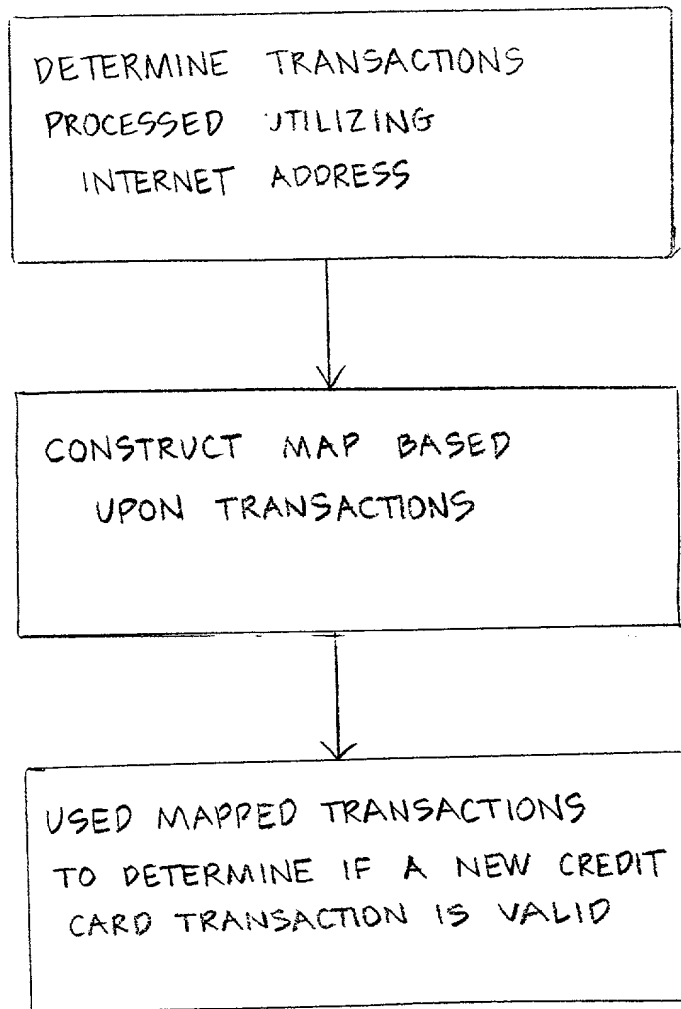 DETERMINE TRANSACTIONS
PROCESSED UTILIZING
INTERNET ADDRESS
CONSTRUCT MAP BASED
UPON TRANSACTIONS
USED MAPPED TRANSACTIONS
TO DETERMINE IF A NEW CREDIT
CARD TRANSACTION IS VALID